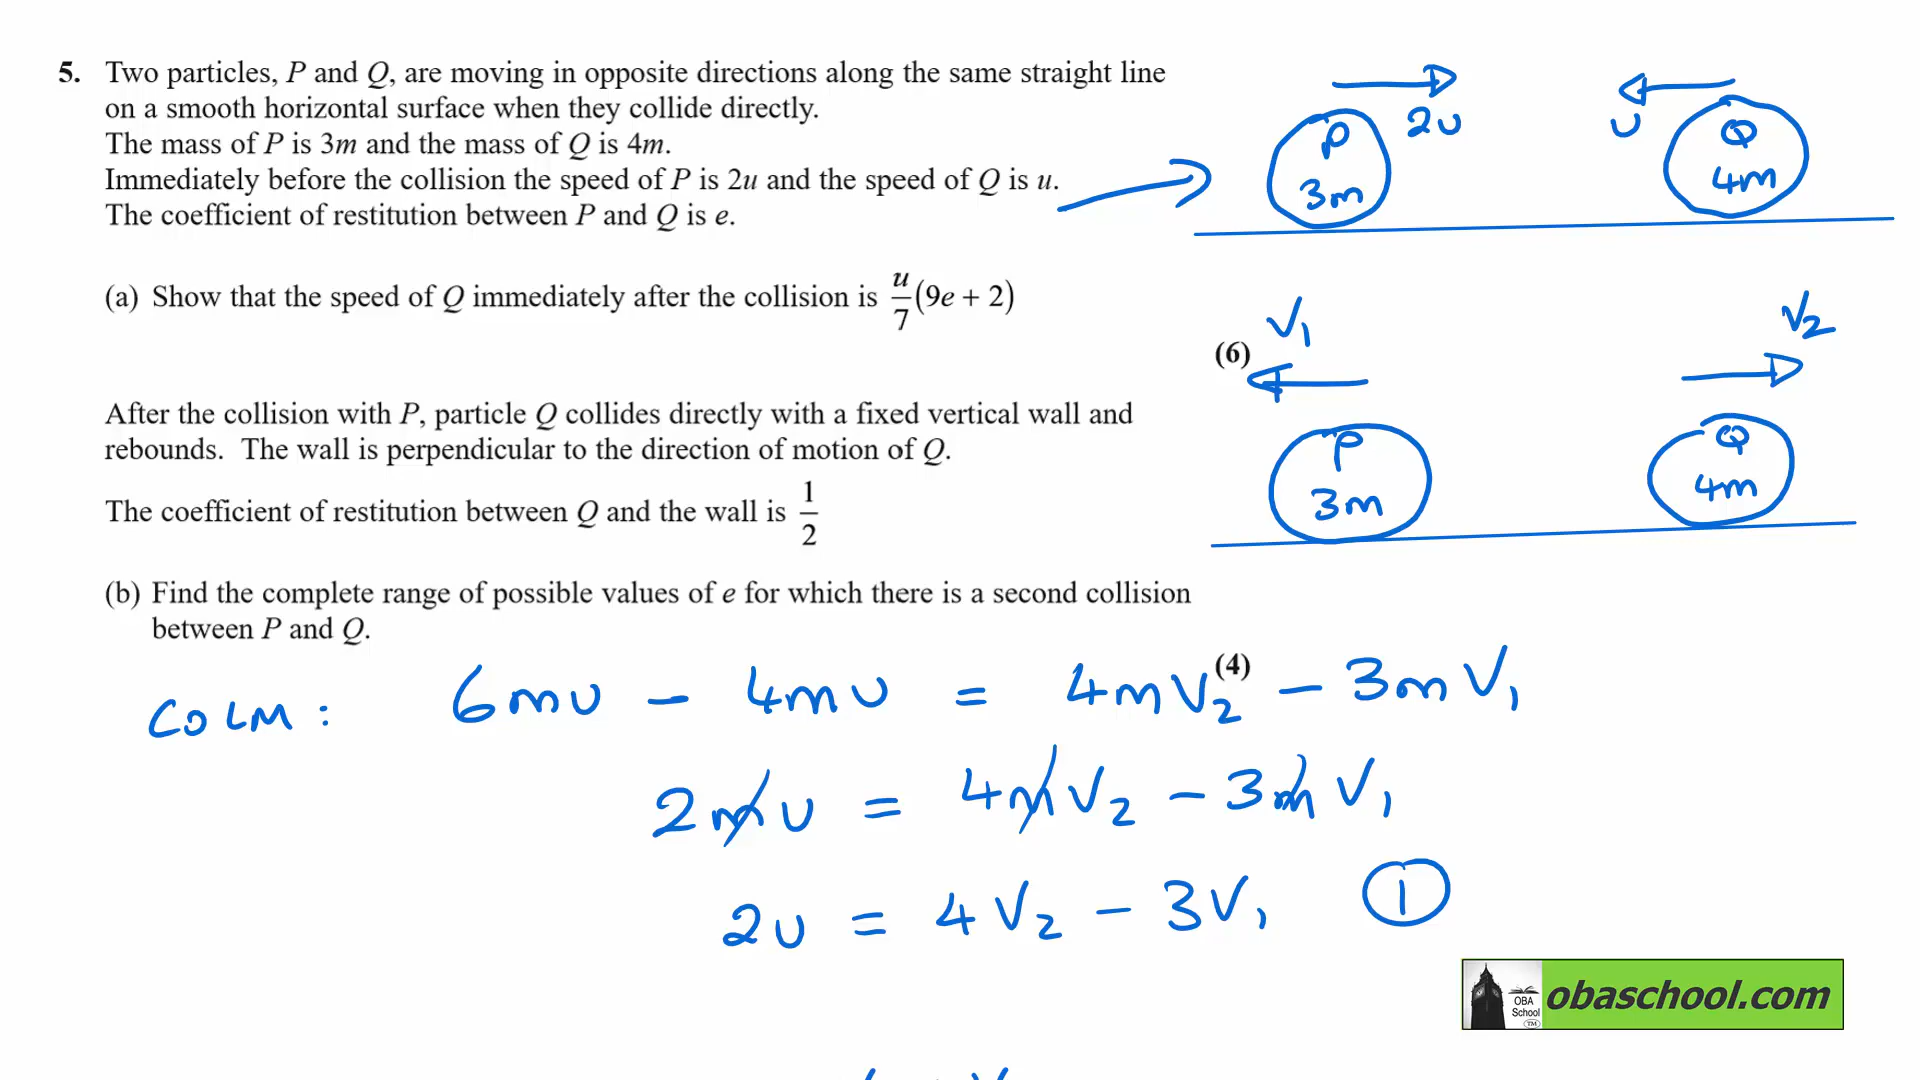 5. Two particles, P and Q, are moving in opposite directions along the same straight line
on a smooth horizontal surface when they collide directly.
The mass of P is 3m and the mass of Q is 4m.
Immediately before the collision the speed of P is 2u and the speed of Q is u.
The coefficient of restitution between P and Q is e.
(a) Show that the speed of Q immediately after the collision is u/7 (9e + 2)
(6)
After the collision with P, particle Q collides directly with a fixed vertical wall and
rebounds. The wall is perpendicular to the direction of motion of Q.
The coefficient of restitution between Q and the wall is 1/2
(b) Find the complete range of possible values of e for which there is a second collision
between P and Q.
(4)
2u
u
P
3m
Q
4m
V₁
V₂
P
3m
Q
4m
COLM : 6mu − 4mu = 4mV₂ − 3mV₁
2mu = 4mV₂ − 3mV₁
2u = 4V₂ − 3V₁ ①
OBA
School
TM
obaschool.com